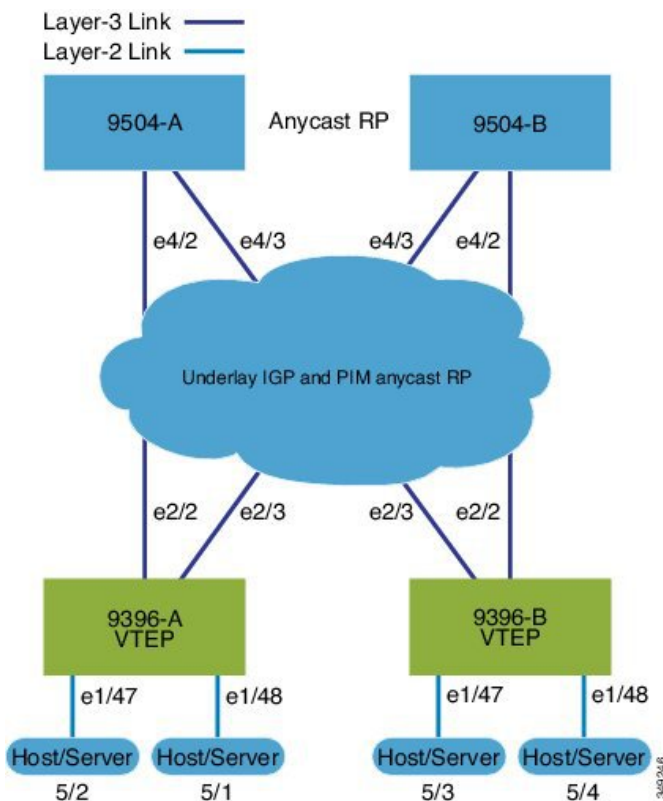 Layer-3 Link
Layer-2 Link
9504-A
Anycast RP
9504-B
e4/2
e4/3
e4/3
e4/2
Underlay IGP and PIM anycast RP
e2/2
e2/3
e2/3
e2/2
9396-A
VTEP
9396-B
VTEP
e1/47
e1/48
e1/47
e1/48
Host/Server
Host/Server
Host/Server
Host/Server
5/2
5/1
5/3
5/4
349246